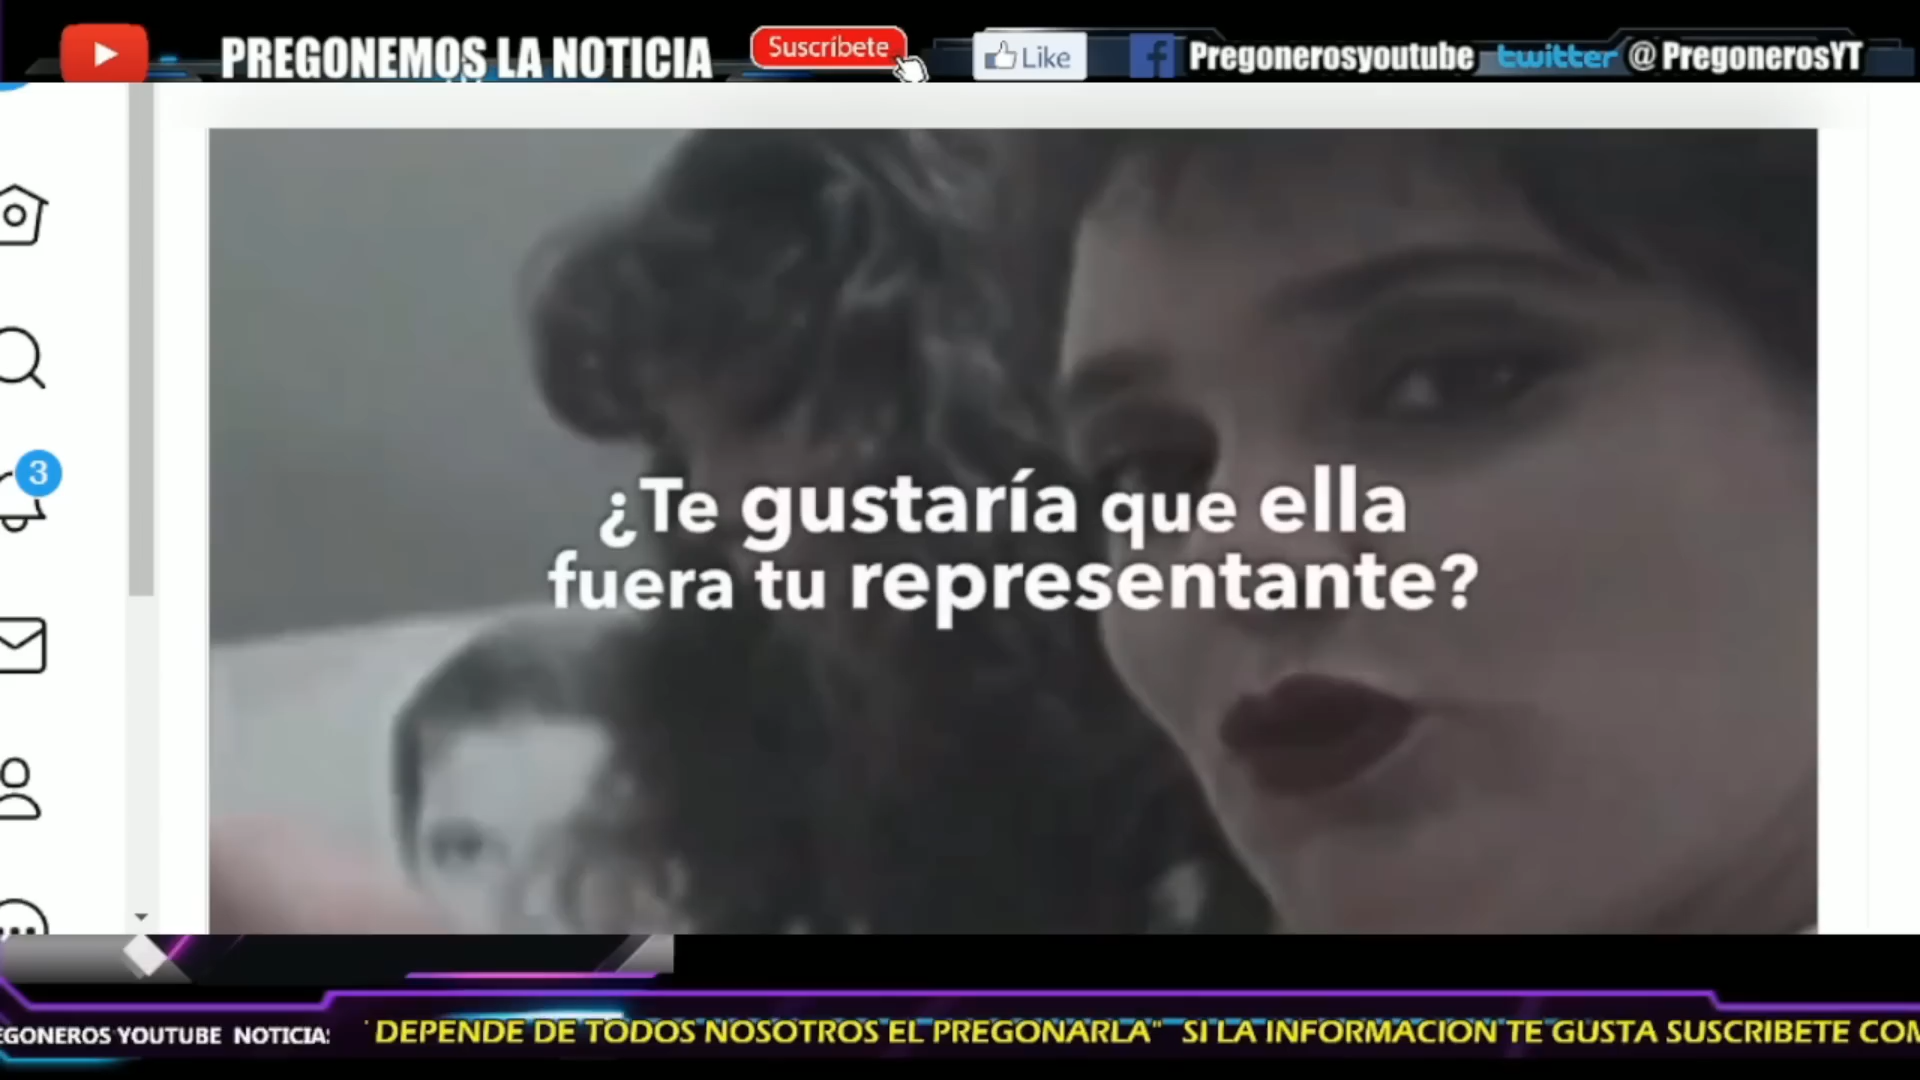 PREGONEMOS LA NOTICIA
Suscríbete
Like
Pregonerosyoutube
twitter @PregonerosYT
3
¿Te gustaría que ella
fuera tu representante?
EGONEROS YOUTUBE NOTICIAS
"DEPENDE DE TODOS NOSOTROS EL PREGONARLA" SI LA INFORMACION TE GUSTA SUSCRIBETE COM